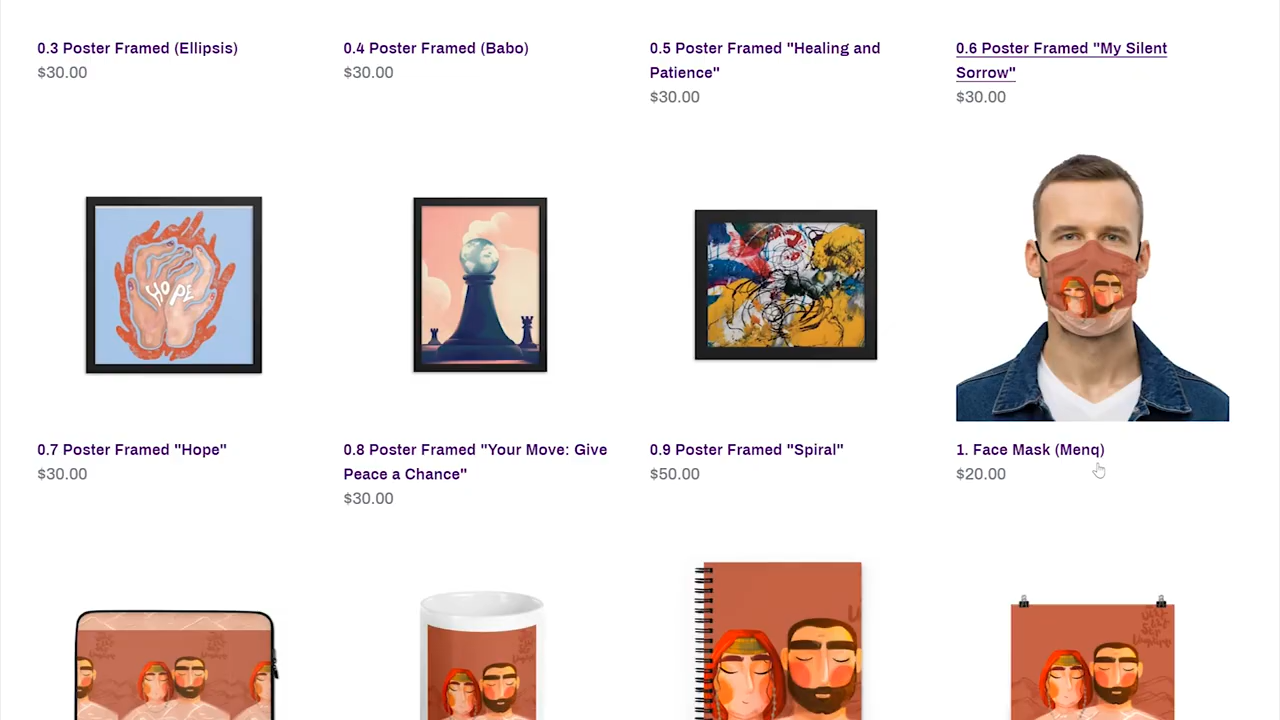 0.3 Poster Framed (Ellipsis)
$30.00
0.4 Poster Framed (Babo)
$30.00
0.5 Poster Framed "Healing and
Patience"
$30.00
0.6 Poster Framed "My Silent
Sorrow"
$30.00
HOPE
0.7 Poster Framed "Hope"
$30.00
0.8 Poster Framed "Your Move: Give
Peace a Chance"
$30.00
0.9 Poster Framed "Spiral"
$50.00
1. Face Mask (Menq)
$20.00